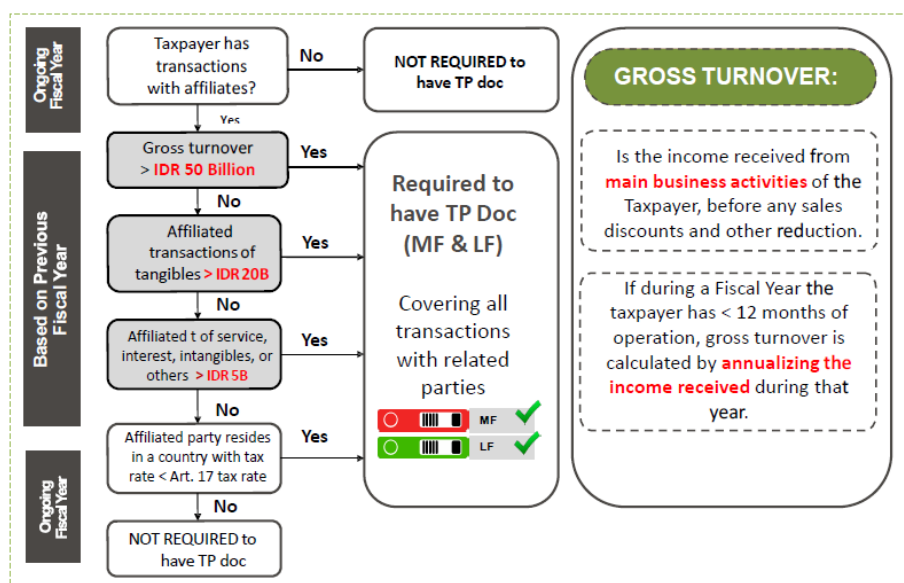 Ongoing
Fiscal Year
Taxpayer has
transactions
with affiliates?
No
NOT REQUIRED to
have TP doc
Yes
Based on Previous
Fiscal Year
Gross turnover
> IDR 50 Billion
Yes
No
Affiliated
transactions of
tangibles > IDR 20B
Yes
No
Affiliated t of service,
interest, intangibles, or
others > IDR 5B
Yes
No
Required to
have TP Doc
(MF & LF)
Covering all
transactions
with related
parties
MF
LF
Ongoing
Fiscal Year
Affiliated party resides
in a country with tax
rate < Art. 17 tax rate
Yes
No
NOT REQUIRED to
have TP doc
GROSS TURNOVER:
Is the income received from
main business activities of the
Taxpayer, before any sales
discounts and other reduction.
If during a Fiscal Year the
taxpayer has < 12 months of
operation, gross turnover is
calculated by annualizing the
income received during that
year.